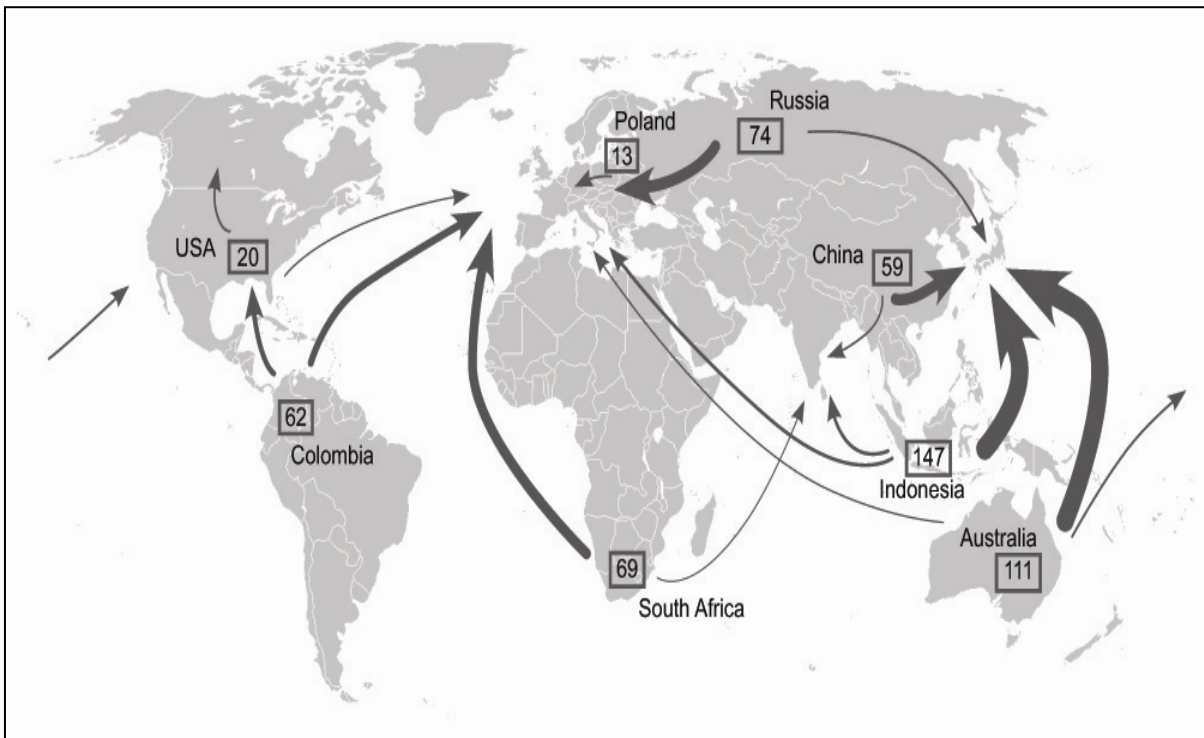 Russia
74
Poland
13
USA
20
China
59
62
Colombia
147
Indonesia
Australia
111
69
South Africa